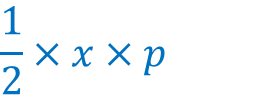 1/2 × x × p